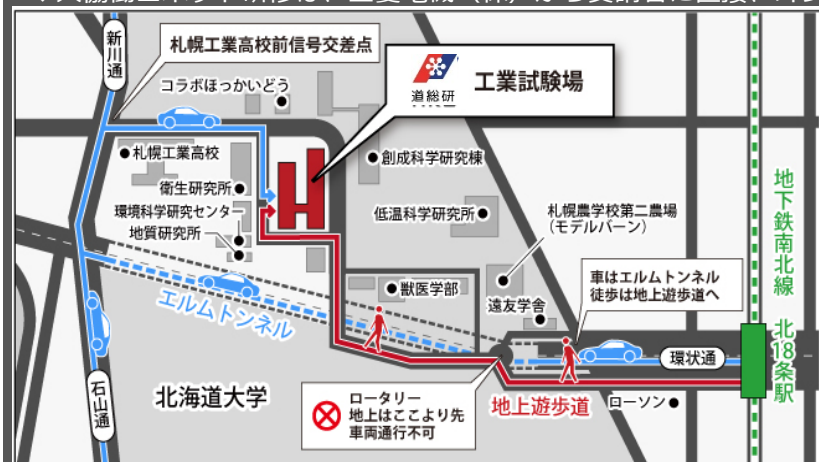 新川通
札幌工業高校前信号交差点
コラボほっかいどう
道総研
工業試験場
札幌工業高校
創成科学研究棟
衛生研究所
環境科学研究センター
地質研究所
低温科学研究所
札幌農学校第二農場
(モデルバーン)
地下鉄南北線 北18条駅
獣医学部
遠友学舎
車はエルムトンネル
徒歩は地上遊歩道へ
エルムトンネル
環状通
石山通
北海道大学
ロータリー
地上はここより先
車両通行不可
地上遊歩道
ローソン